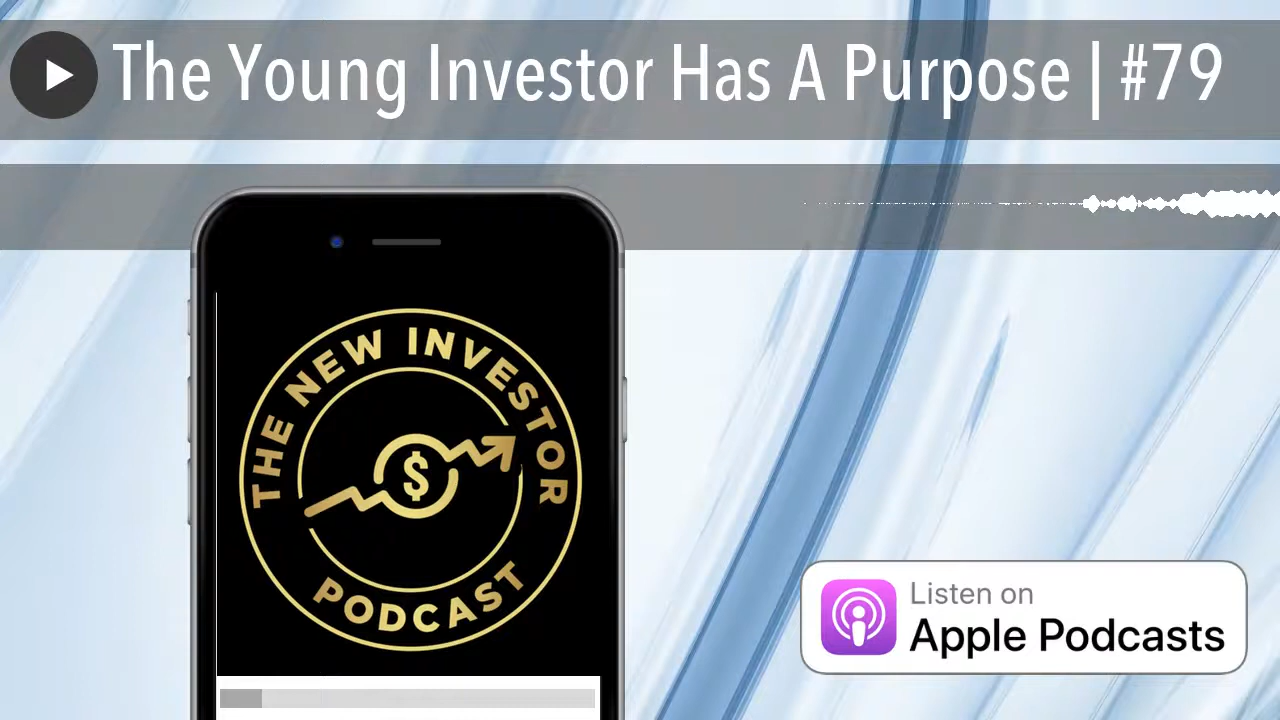 The Young Investor Has A Purpose | #79
THE NEW INVESTOR
$
PODCAST
Listen on
Apple Podcasts